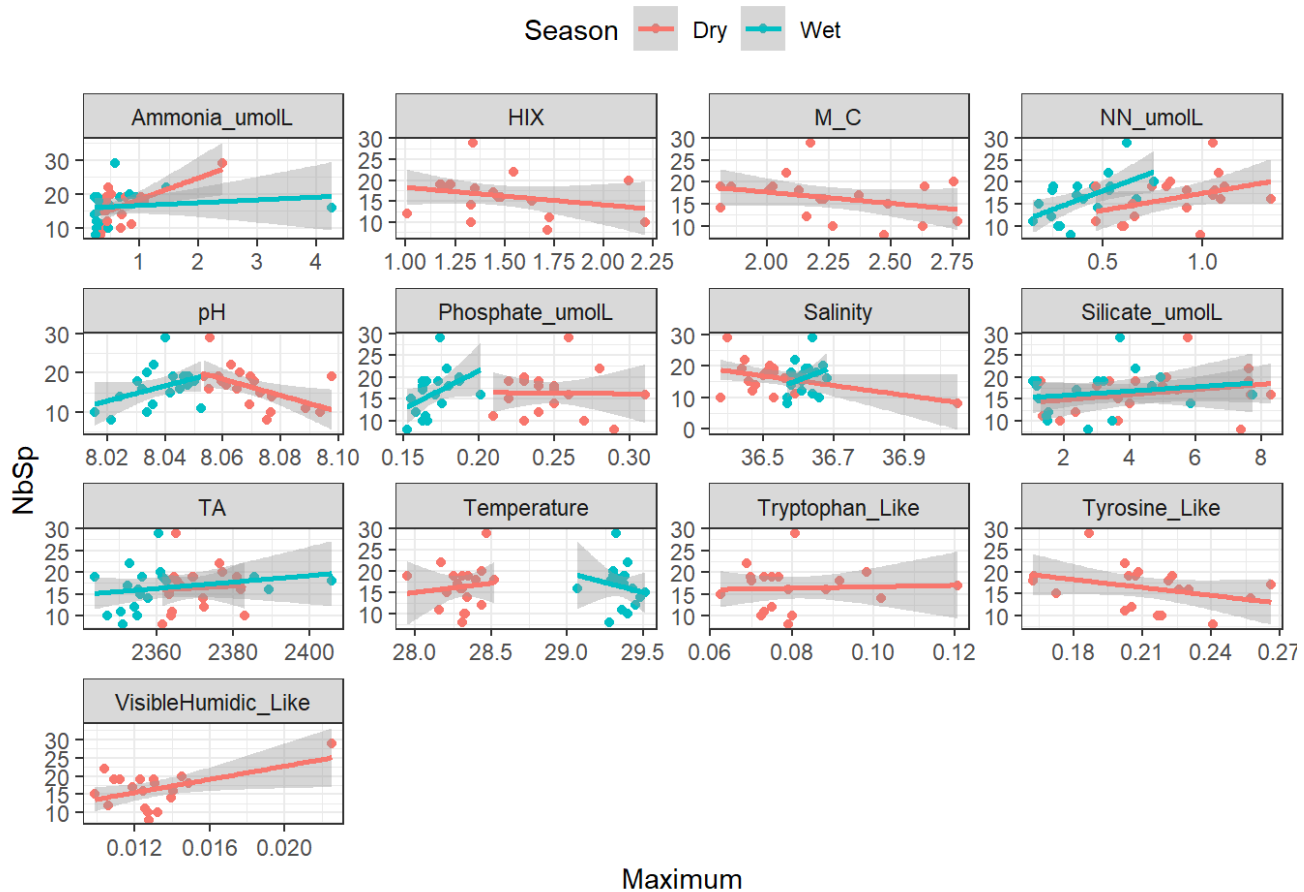 Season Dry Wet
Ammonia_umolL HIX M_C NN_umolL
30 30 30 30
25 25 25
20 20 20 20
15 15 15
10 10 10 10
1 2 3 4 1.00 1.25 1.50 1.75 2.00 2.25 2.00 2.25 2.50 2.75 0.5 1.0
pH Phosphate_umolL Salinity Silicate_umolL
30 30 30 30
25 25
20 20 20 20
15 15
10 10 10 10
0
8.02 8.04 8.06 8.08 8.10 0.15 0.20 0.25 0.30 36.5 36.7 36.9 2 4 6 8
NbSp
TA Temperature Tryptophan_Like Tyrosine_Like
30 30 30 30
25 25 25 25
20 20 20 20
15 15 15 15
10 10 10 10
2360 2380 2400 28.0 28.5 29.0 29.5 0.06 0.08 0.10 0.12 0.18 0.21 0.24 0.27
VisibleHumidic_Like
30
25
20
15
10
0.012 0.016 0.020
Maximum